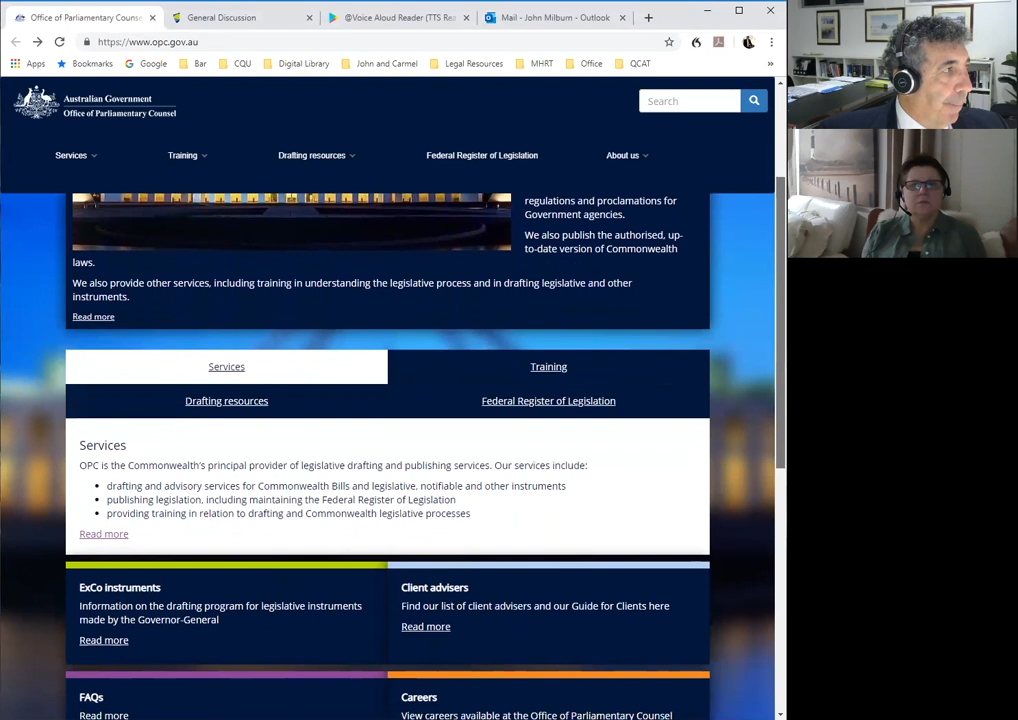 Office of Parliamentary Counse
General Discussion
@Voice Aloud Reader (TTS Rea
Mail - John Milburn - Outlook
https://www.opc.gov.au
Apps
Bookmarks
Google
Bar
CQU
Digital Library
John and Carmel
Legal Resources
MHRT
Office
QCAT
Australian Government
Office of Parliamentary Counsel
Search
Services
Training
Drafting resources
Federal Register of Legislation
About us
regulations and proclamations for
Government agencies.
We also publish the authorised, up-
to-date version of Commonwealth
laws.
We also provide other services, including training in understanding the legislative process and in drafting legislative and other
instruments.
Read more
Services
Training
Drafting resources
Federal Register of Legislation
Services
OPC is the Commonwealth's principal provider of legislative drafting and publishing services. Our services include:
• drafting and advisory services for Commonwealth Bills and legislative, notifiable and other instruments
• publishing legislation, including maintaining the Federal Register of Legislation
• providing training in relation to drafting and Commonwealth legislative processes
Read more
ExCo instruments
Information on the drafting program for legislative instruments
made by the Governor-General
Read more
Client advisers
Find our list of client advisers and our Guide for Clients here
Read more
FAQs
Read more
Careers
View careers available at the Office of Parliamentary Counsel